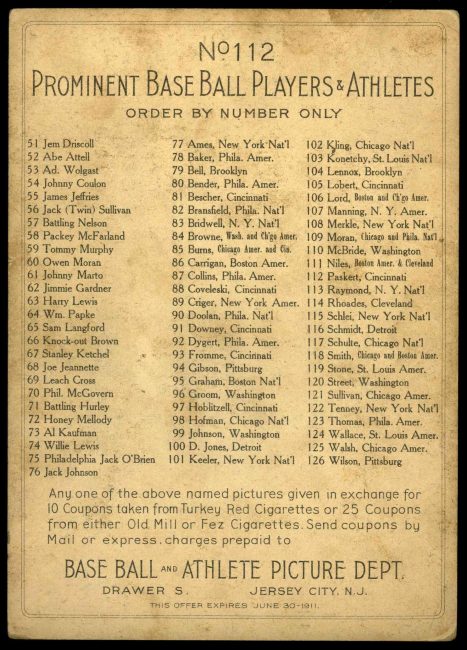 No 112
PROMINENT BASE BALL PLAYERS & ATHLETES
ORDER BY NUMBER ONLY
51 Jem Driscoll
52 Abe Attell
53 Ad. Wolgast
54 Johnny Coulon
55 James Jeffries
56 Jack (Twin) Sullivan
57 Battling Nelson
58 Packey McFarland
59 Tommy Murphy
60 Owen Moran
61 Johnny Marto
62 Jimmie Gardner
63 Harry Lewis
64 Wm. Papke
65 Sam Langford
66 Knock-out Brown
67 Stanley Ketchel
68 Joe Jeannette
69 Leach Cross
70 Phil. McGovern
71 Battling Hurley
72 Honey Mellody
73 Al Kaufman
74 Willie Lewis
75 Philadelphia Jack O'Brien
76 Jack Johnson
77 Ames, New York Nat'l
78 Baker, Phila. Amer.
79 Bell, Brooklyn
80 Bender, Phila. Amer.
81 Bescher, Cincinnati
82 Bransfield, Phila. Nat'l
83 Bridwell, N. Y. Nat'l
84 Browne, Wash. and Ch'go Amer.
85 Burns, Chicago Amer. and Cin.
86 Carrigan, Boston Amer.
87 Collins, Phila. Amer.
88 Coveleski, Cincinnati
89 Criger, New York Amer.
90 Doolan, Phila. Nat'l
91 Downey, Cincinnati
92 Dygert, Phila. Amer.
93 Fromme, Cincinnati
94 Gibson, Pittsburg
95 Graham, Boston Nat'l
96 Groom, Washington
97 Hoblitzell, Cincinnati
98 Hofman, Chicago Nat'l
99 Johnson, Washington
100 D. Jones, Detroit
101 Keeler, New York Nat'l
102 Kling, Chicago Nat'l
103 Konetchy, St. Louis Nat'l
104 Lennox, Brooklyn
105 Lobert, Cincinnati
106 Lord, Boston and Ch'go Amer.
107 Manning, N. Y. Amer.
108 Merkle, New York Nat'l
109 Moran, Chicago and Phila. Nat'l
110 McBride, Washington
111 Niles, Boston Amer. & Cleveland
112 Paskert, Cincinnati
113 Raymond, N. Y. Nat'l
114 Rhoades, Cleveland
115 Schlei, New York Nat'l
116 Schmidt, Detroit
117 Schulte, Chicago Nat'l
118 Smith, Chicago and Boston Amer.
119 Stone, St. Louis Amer.
120 Street, Washington
121 Sullivan, Chicago Amer.
122 Tenney, New York Nat'l
123 Thomas, Phila. Amer.
124 Wallace, St. Louis Amer.
125 Walsh, Chicago Amer.
126 Wilson, Pittsburg
Any one of the above named pictures given in exchange for
10 Coupons taken from Turkey Red Cigarettes or 25 Coupons
from either Old Mill or Fez Cigarettes. Send coupons by
Mail or express. charges prepaid to
BASE BALL AND ATHLETE PICTURE DEPT.
DRAWER S. JERSEY CITY, N.J.
THIS OFFER EXPIRES JUNE 30-1911.